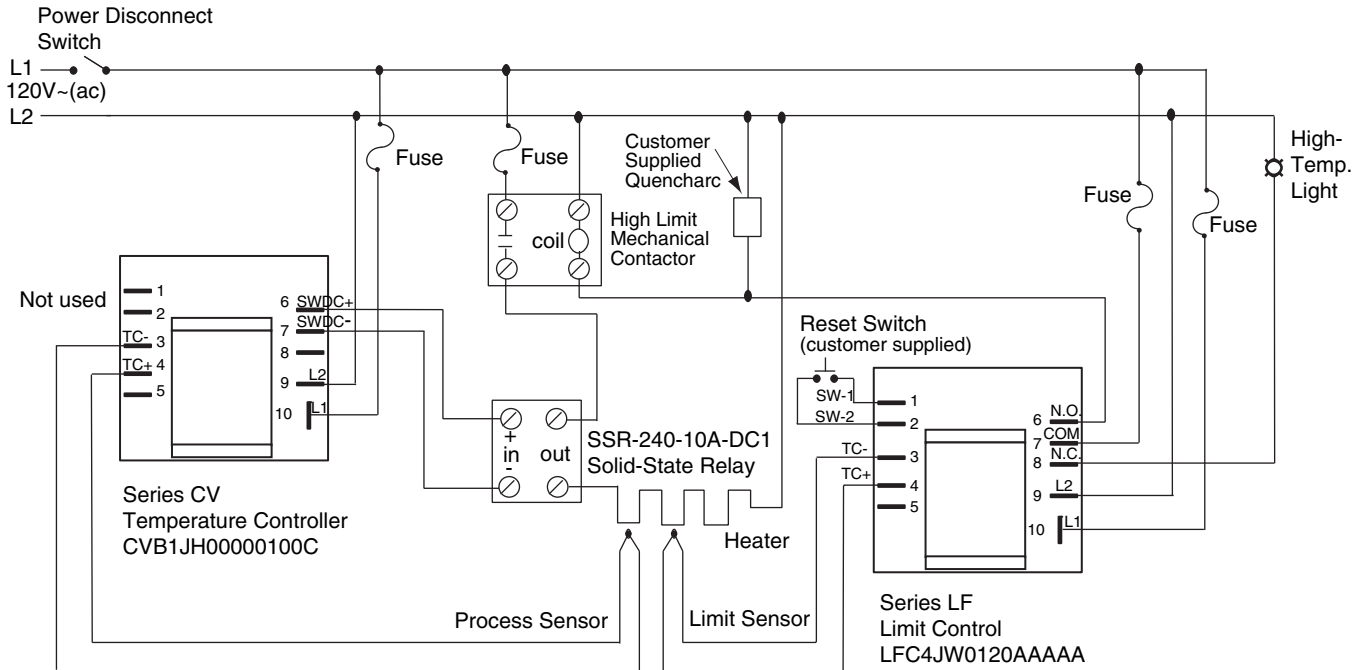 Power Disconnect
Switch
L1
120V~(ac)
L2
Fuse
Fuse
Customer
Supplied
Quencharc
Fuse
Fuse
High-
Temp.
Light
coil
High Limit
Mechanical
Contactor
Not used
1
2
TC- 3
TC+ 4
5
6 SWDC+
7 SWDC-
8
9 L2
10 L1
Series CV
Temperature Controller
CVB1JH00000100C
+
in
-
out
SSR-240-10A-DC1
Solid-State Relay
Heater
Process Sensor
Limit Sensor
Reset Switch
(customer supplied)
SW-1 1
SW-2 2
TC- 3
TC+ 4
5
6 N.O.
7 COM
8 N.C.
9 L2
10 L1
Series LF
Limit Control
LFC4JW0120AAAAA